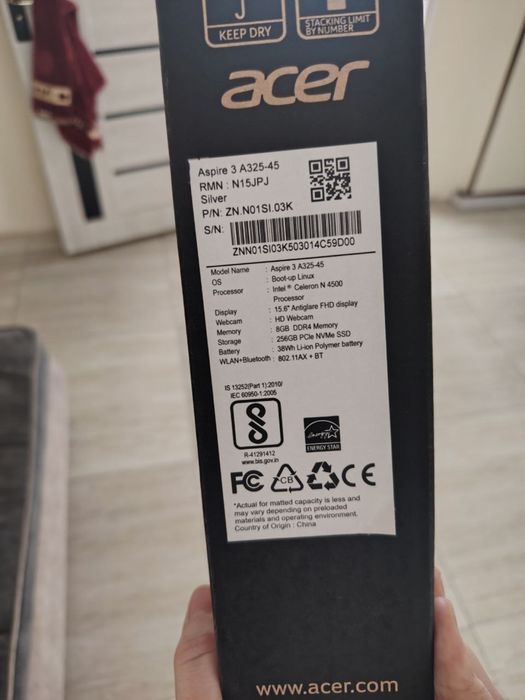 KEEP DRY
STACKING LIMIT
BY NUMBER
acer
Aspire 3 A325-45
RMN : N15JPJ
Silver
P/N: ZN.N01SI.03K
S/N:
ZNN01SI03K503014C59D00
Model Name : Aspire 3 A325-45
OS : Boot-up Linux
Processor : Intel ® Celeron N 4500
Processor
Display : 15.6" Antiglare FHD display
Webcam : HD Webcam
Memory : 8GB DDR4 Memory
Storage : 256GB PCIe NVMe SSD
Battery : 38Wh Li-ion Polymer battery
WLAN+Bluetooth : 802.11AX + BT
IS 13252(Part 1):2010/
IEC 60950-1:2005
R-41291412
www.bis.gov.in
energy
ENERGY STAR
FC CB CE
*Actual for matted capacity is less and
may vary depending on preloaded
materials and operating environment.
Country of Origin : China
www.acer.com